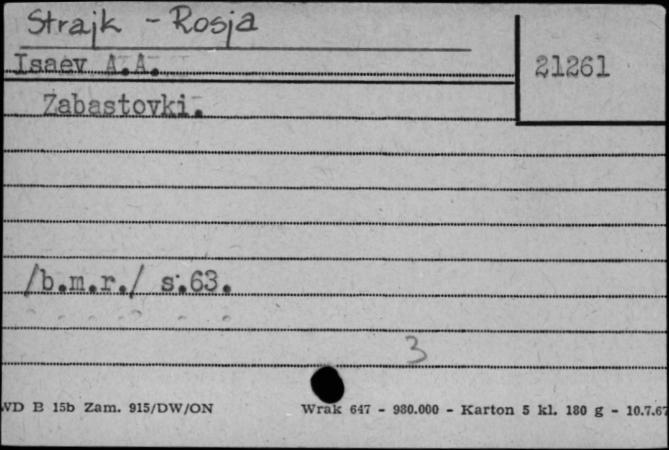 Strajk - Rosja
Isaev A.A.
21261
Zabastovki.
/b.m.r./ s.63.
3
WD B 15b Zam. 915/DW/ON Wrak 647 - 980.000 - Karton 5 kl. 180 g - 10.7.67